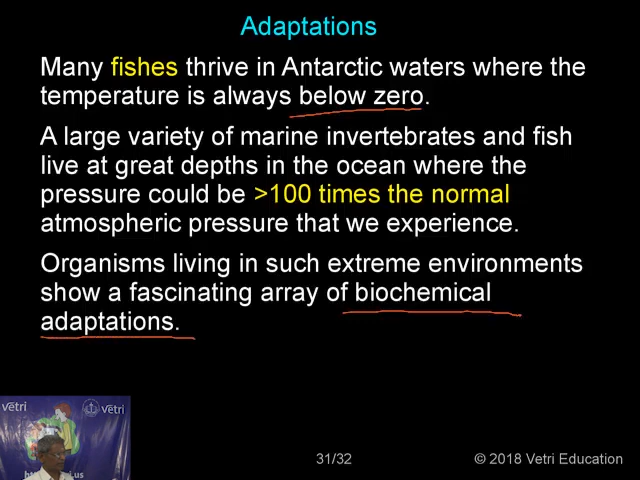 Adaptations
Many fishes thrive in Antarctic waters where the
temperature is always below zero.
A large variety of marine invertebrates and fish
live at great depths in the ocean where the
pressure could be >100 times the normal
atmospheric pressure that we experience.
Organisms living in such extreme environments
show a fascinating array of biochemical
adaptations.
vetri
vetri
31/32
© 2018 Vetri Education